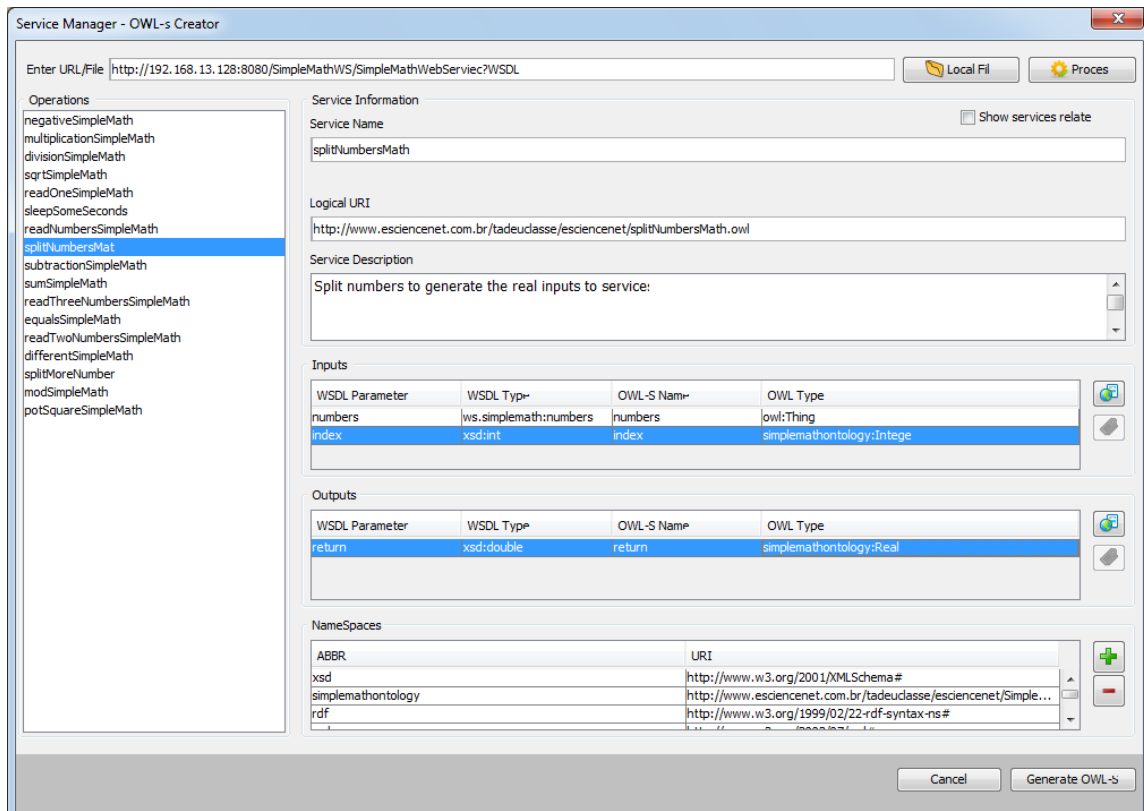 Service Manager - OWL-s Creator
Enter URL/File http://192.168.13.128:8080/SimpleMathWS/SimpleMathWebServiec?WSDL Local Fil Proces
Operations
negativeSimpleMath
multiplicationSimpleMath
divisionSimpleMath
sqrtSimpleMath
readOneSimpleMath
sleepSomeSeconds
readNumbersSimpleMath
splitNumbersMat
subtractionSimpleMath
sumSimpleMath
readThreeNumbersSimpleMath
equalsSimpleMath
readTwoNumbersSimpleMath
differentSimpleMath
splitMoreNumber
modSimpleMath
potSquareSimpleMath
Service Information
Show services relate
Service Name
splitNumbersMath
Logical URI
http://www.esciencenet.com.br/tadeuclasse/esciencenet/splitNumbersMath.owl
Service Description
Split numbers to generate the real inputs to service
Inputs
WSDL Parameter WSDL Type OWL-S Name OWL Type
numbers ws.simplemath:numbers numbers owl:Thing
index xsd:int index simplemathontology:Intege
Outputs
WSDL Parameter WSDL Type OWL-S Name OWL Type
return xsd:double return simplemathontology:Real
NameSpaces
ABBR URI
xsd http://www.w3.org/2001/XMLSchema#
simplemathontology http://www.esciencenet.com.br/tadeuclasse/esciencenet/Simple...
rdf http://www.w3.org/1999/02/22-rdf-syntax-ns#
Cancel Generate OWL-S